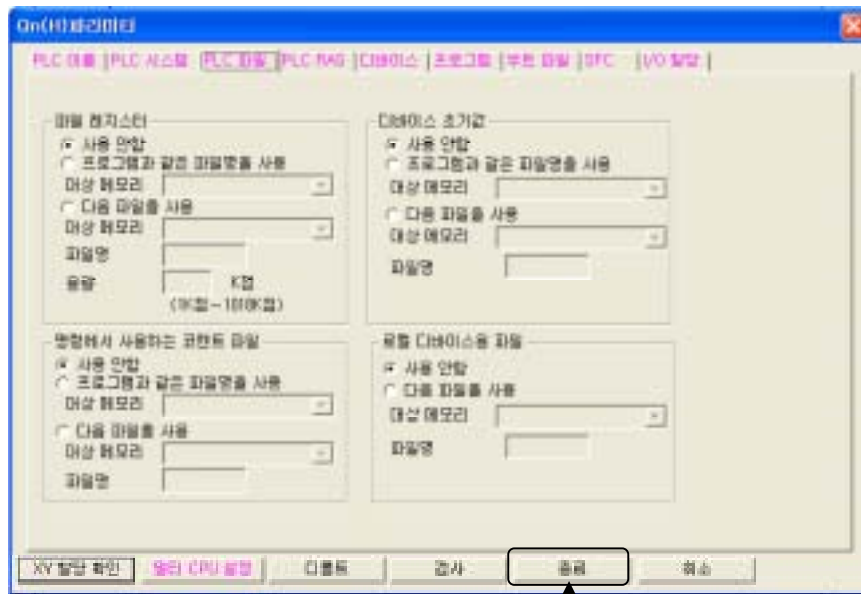 Qn(H)파라미터
PLC 이름 PLC 시스템 PLC 파일 PLC RAS 디바이스 프로그램 부트 파일 SFC I/O 할당
파일 레지스터
사용 안함
프로그램과 같은 파일명을 사용
대상 메모리
다음 파일을 사용
대상 메모리
파일명
용량 K점
(1K점~1018K점)
디바이스 초기값
사용 안함
프로그램과 같은 파일명을 사용
대상 메모리
다음 파일을 사용
대상 메모리
파일명
명령에서 사용하는 코멘트 파일
사용 안함
프로그램과 같은 파일명을 사용
대상 메모리
다음 파일을 사용
대상 메모리
파일명
로컬 디바이스용 파일
사용 안함
다음 파일을 사용
대상 메모리
파일명
XY 할당 확인 멀티 CPU 설정 디폴트 검사 종료 취소